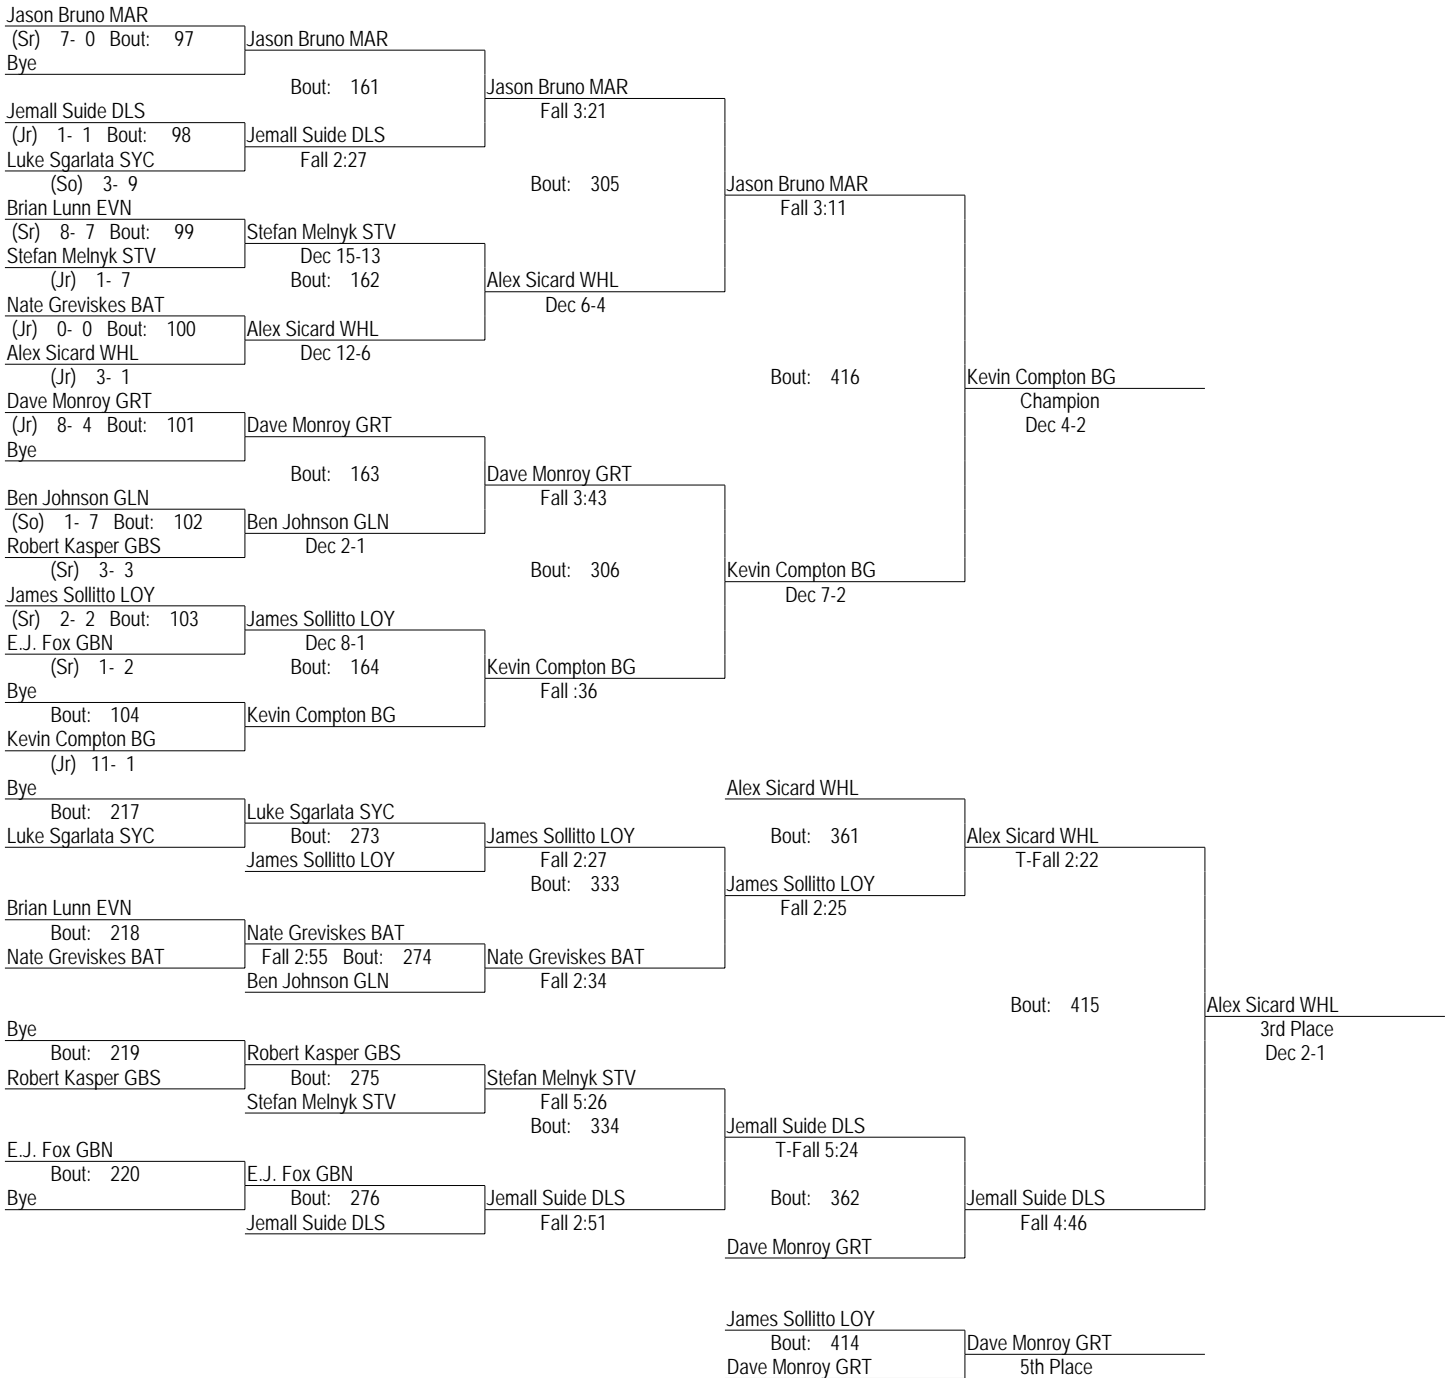 Jason Bruno MAR
(Sr) 7- 0 Bout: 97 Jason Bruno MAR
Bye
Bout: 161 Jason Bruno MAR
Jemall Suide DLS Fall 3:21
(Jr) 1- 1 Bout: 98 Jemall Suide DLS
Luke Sgarlata SYC Fall 2:27
(So) 3- 9 Bout: 305 Jason Bruno MAR
Brian Lunn EVN Fall 3:11
(Sr) 8- 7 Bout: 99 Stefan Melnyk STV
Stefan Melnyk STV Dec 15-13
(Jr) 1- 7 Bout: 162 Alex Sicard WHL
Nate Greviskes BAT Dec 6-4
(Jr) 0- 0 Bout: 100 Alex Sicard WHL
Alex Sicard WHL Dec 12-6
(Jr) 3- 1 Bout: 416 Kevin Compton BG
Dave Monroy GRT Champion
(Jr) 8- 4 Bout: 101 Dave Monroy GRT Dec 4-2
Bye
Bout: 163 Dave Monroy GRT
Ben Johnson GLN Fall 3:43
(So) 1- 7 Bout: 102 Ben Johnson GLN
Robert Kasper GBS Dec 2-1
(Sr) 3- 3 Bout: 306 Kevin Compton BG
James Sollitto LOY Dec 7-2
(Sr) 2- 2 Bout: 103 James Sollitto LOY
E.J. Fox GBN Dec 8-1
(Sr) 1- 2 Bout: 164 Kevin Compton BG
Bye Fall :36
Bout: 104 Kevin Compton BG
Kevin Compton BG
(Jr) 11- 1
Bye Alex Sicard WHL
Bout: 217 Luke Sgarlata SYC
Luke Sgarlata SYC Bout: 273 James Sollitto LOY Bout: 361 Alex Sicard WHL
James Sollitto LOY Fall 2:27 T-Fall 2:22
Bout: 333 James Sollitto LOY
Brian Lunn EVN Fall 2:25
Bout: 218 Nate Greviskes BAT
Nate Greviskes BAT Fall 2:55 Bout: 274 Nate Greviskes BAT
Ben Johnson GLN Fall 2:34
Bout: 415 Alex Sicard WHL
Bye 3rd Place
Bout: 219 Robert Kasper GBS Dec 2-1
Robert Kasper GBS Bout: 275 Stefan Melnyk STV
Stefan Melnyk STV Fall 5:26
Bout: 334 Jemall Suide DLS
E.J. Fox GBN T-Fall 5:24
Bout: 220 E.J. Fox GBN
Bye Bout: 276 Jemall Suide DLS Bout: 362 Jemall Suide DLS
Jemall Suide DLS Fall 2:51 Fall 4:46
Dave Monroy GRT
James Sollitto LOY
Bout: 414 Dave Monroy GRT
Dave Monroy GRT 5th Place